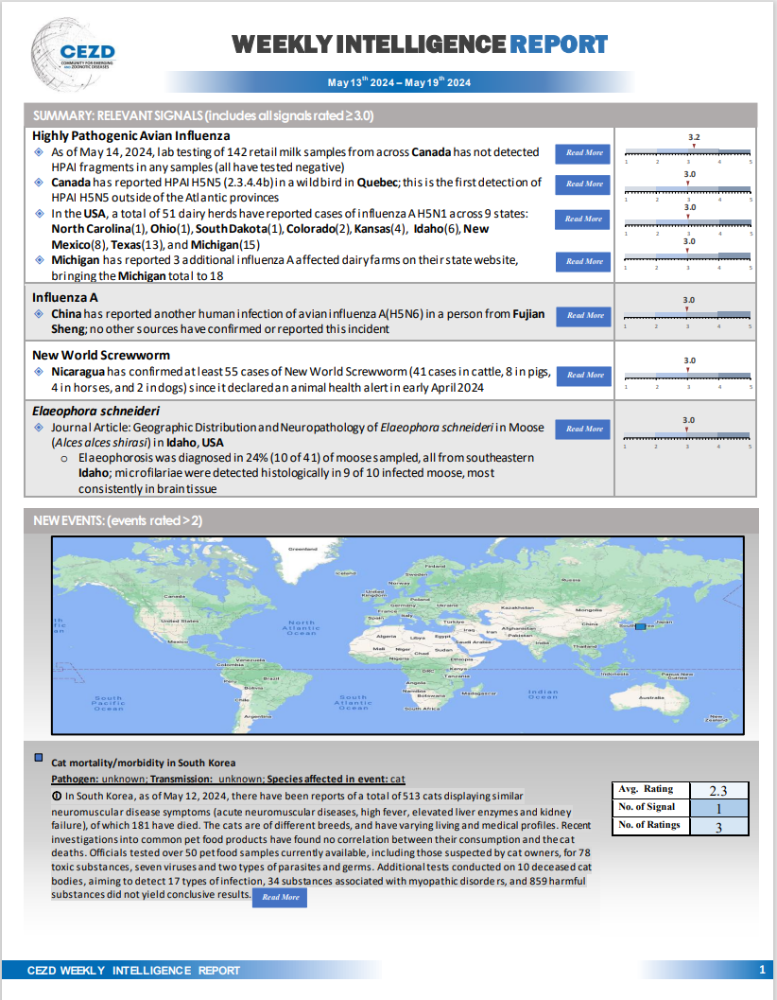 CEZD
COMMUNITY FOR EMERGING
AND ZOONOTIC DISEASES
WEEKLY INTELLIGENCE REPORT
May 13th 2024 – May 19th 2024
SUMMARY: RELEVANT SIGNALS (includes all signals rated ≥ 3.0)
Highly Pathogenic Avian Influenza
As of May 14, 2024, lab testing of 142 retail milk samples from across Canada has not detected
HPAI fragments in any samples (all have tested negative)
Read More
3.2
1 2 3 4 5
Canada has reported HPAI H5N5 (2.3.4.4b) in a wild bird in Quebec; this is the first detection of
HPAI H5N5 outside of the Atlantic provinces
Read More
3.0
1 2 3 4 5
In the USA, a total of 51 dairy herds have reported cases of influenza A H5N1 across 9 states:
North Carolina(1), Ohio(1), South Dakota(1), Colorado(2), Kansas(4), Idaho(6), New
Mexico(8), Texas(13), and Michigan(15)
Read More
3.0
1 2 3 4 5
Michigan has reported 3 additional influenza A affected dairy farms on their state website,
bringing the Michigan total to 18
Read More
3.0
1 2 3 4 5
Influenza A
China has reported another human infection of avian influenza A(H5N6) in a person from Fujian
Sheng; no other sources have confirmed or reported this incident
Read More
3.0
1 2 3 4 5
New World Screwworm
Nicaragua has confirmed at least 55 cases of New World Screwworm (41 cases in cattle, 8 in pigs,
4 in horses, and 2 in dogs) since it declared an animal health alert in early April 2024
Read More
3.0
1 2 3 4 5
Elaeophora schneideri
Journal Article: Geographic Distribution and Neuropathology of Elaeophora schneideri in Moose
(Alces alces shirasi) in Idaho, USA
Read More
3.0
1 2 3 4 5
o Elaeophorosis was diagnosed in 24% (10 of 41) of moose sampled, all from southeastern
Idaho; microfilariae were detected histologically in 9 of 10 infected moose, most
consistently in brain tissue
NEW EVENTS: (events rated > 2)
Greenland
Iceland
Finland
Sweden
Norway
Russia
Canada
United
Kingdom
Poland
Germany
Ukraine
France
Italy
Spain
Türkiye
Kazakhstan
Mongolia
United States
North
Atlantic
Ocean
Iraq
Iran
Afghanistan
Pakistan
China
South
Japan
Mexico
Algeria
Libya
Egypt
Saudi Arabia
India
Thailand
Mali
Niger
Chad
Sudan
Nigeria
Ethiopia
Venezuela
Colombia
DRC
Kenya
Tanzania
Indonesia
Papua New
Guinea
Peru
Brazil
Bolivia
Angola
Namibia
Botswana
Madagascar
South
Pacific
Ocean
Chile
South
Atlantic
Ocean
South Africa
Indian
Ocean
Australia
Argentina
New
Zealand
Cat mortality/morbidity in South Korea
Pathogen: unknown; Transmission: unknown; Species affected in event: cat
In South Korea, as of May 12, 2024, there have been reports of a total of 513 cats displaying similar
neuromuscular disease symptoms (acute neuromuscular diseases, high fever, elevated liver enzymes and kidney
failure), of which 181 have died. The cats are of different breeds, and have varying living and medical profiles. Recent
investigations into common pet food products have found no correlation between their consumption and the cat
deaths. Officials tested over 50 pet food samples currently available, including those suspected by cat owners, for 78
toxic substances, seven viruses and two types of parasites and germs. Additional tests conducted on 10 deceased cat
bodies, aiming to detect 17 types of infection, 34 substances associated with myopathic disorders, and 859 harmful
substances did not yield conclusive results. Read More
Avg. Rating 2.3
No. of Signal 1
No. of Ratings 3
CEZD WEEKLY INTELLIGENCE REPORT 1